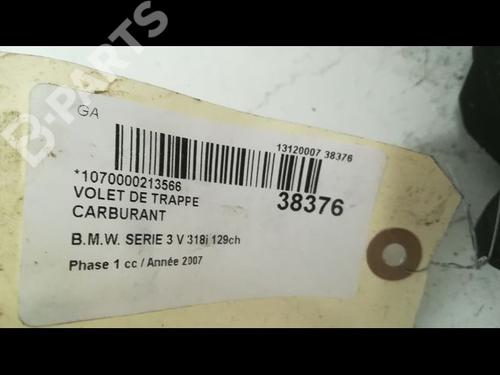 B-PARTS
GA
13120007 38376
*1070000213566
VOLET DE TRAPPE
CARBURANT
38376
B.M.W. SERIE 3 V 318i 129ch
Phase 1 cc / Année 2007